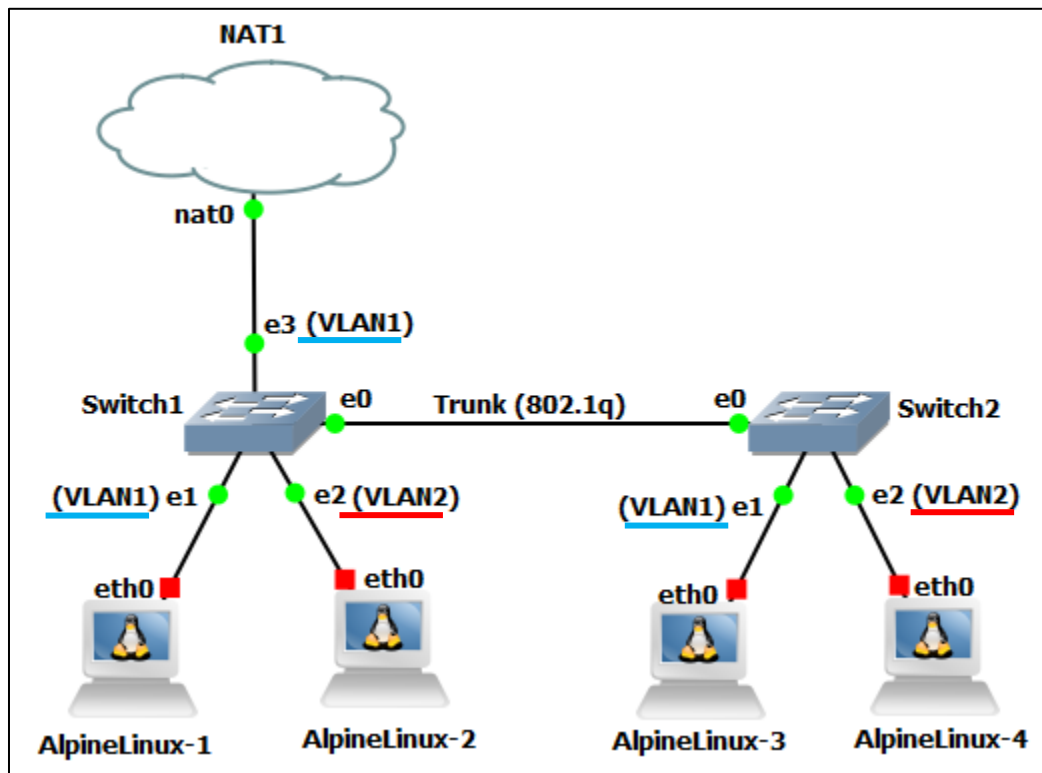 NAT1
nat0
e3 (VLAN1)
Switch1
e0
Trunk (802.1q)
e0
Switch2
(VLAN1) e1
e2 (VLAN2)
(VLAN1) e1
e2 (VLAN2)
eth0
eth0
eth0
eth0
AlpineLinux-1
AlpineLinux-2
AlpineLinux-3
AlpineLinux-4